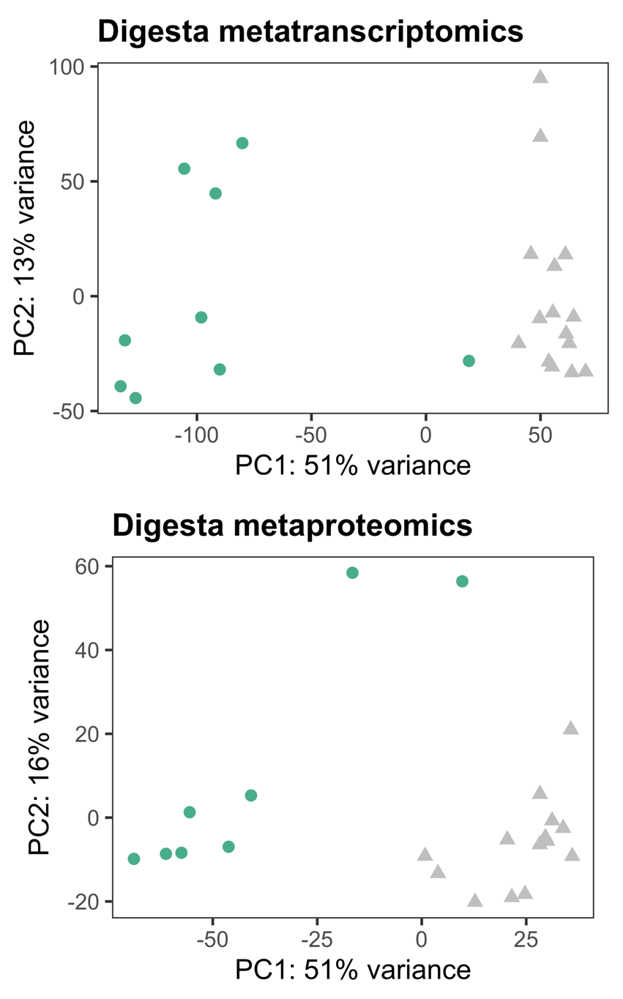 Digesta metatranscriptomics
100
50
0
-50
PC2: 13% variance
-100 -50 0 50
PC1: 51% variance
Digesta metaproteomics
60
40
20
0
-20
PC2: 16% variance
-50 -25 0 25
PC1: 51% variance